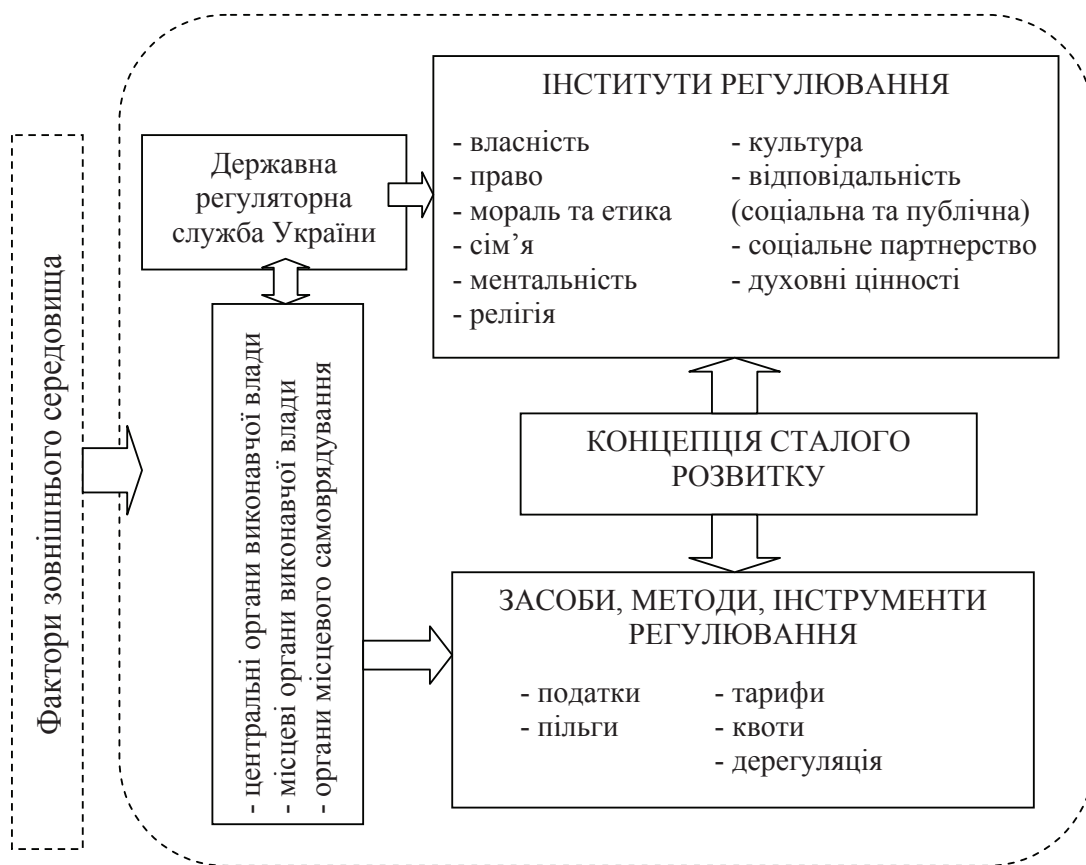 Фактори зовнішнього середовища
Державна
регуляторна
служба України
- центральні органи виконавчої влади
- місцеві органи виконавчої влади
- органи місцевого самоврядування
ІНСТИТУТИ РЕГУЛЮВАННЯ
- власність
- право
- мораль та етика
- сім’я
- ментальність
- релігія
- культура
- відповідальність
(соціальна та публічна)
- соціальне партнерство
- духовні цінності
КОНЦЕПЦІЯ СТАЛОГО
РОЗВИТКУ
ЗАСОБИ, МЕТОДИ, ІНСТРУМЕНТИ
РЕГУЛЮВАННЯ
- податки
- пільги
- тарифи
- квоти
- дерегуляція